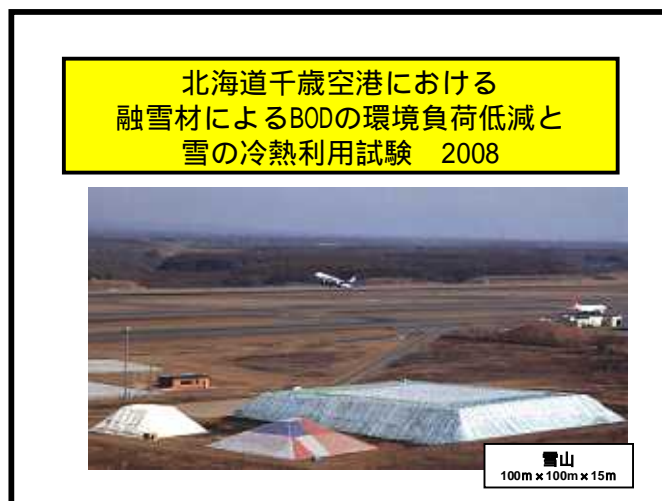 北海道千歳空港における
融雪材によるBODの環境負荷低減と
雪の冷熱利用試験　2008
雪山
100m×100m×15m